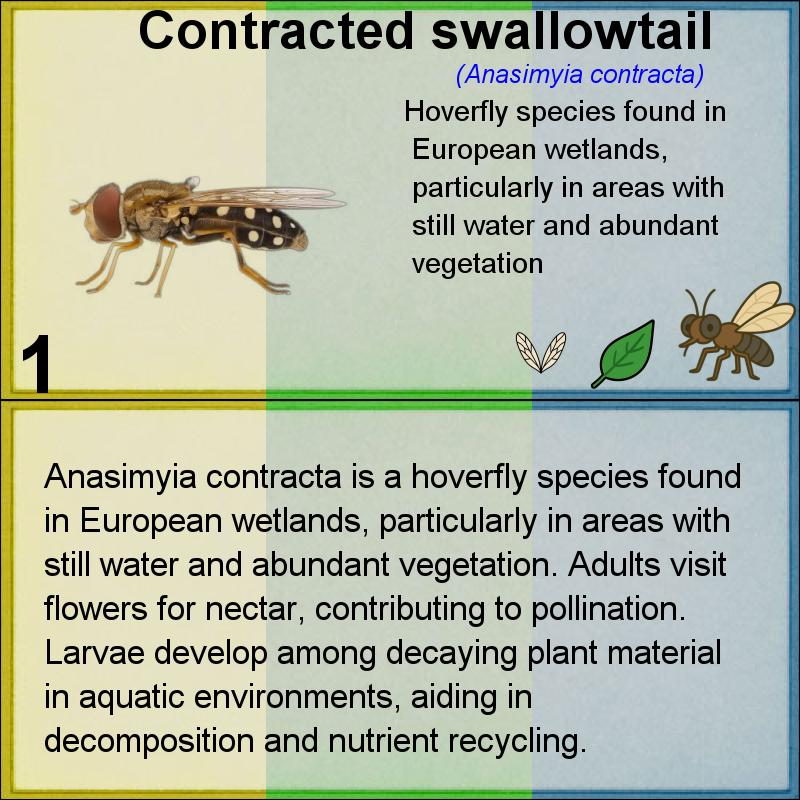 Contracted swallowtail
(Anasimyia contracta)
Hoverfly species found in
European wetlands,
particularly in areas with
still water and abundant
vegetation
1
Anasimyia contracta is a hoverfly species found
in European wetlands, particularly in areas with
still water and abundant vegetation. Adults visit
flowers for nectar, contributing to pollination.
Larvae develop among decaying plant material
in aquatic environments, aiding in
decomposition and nutrient recycling.